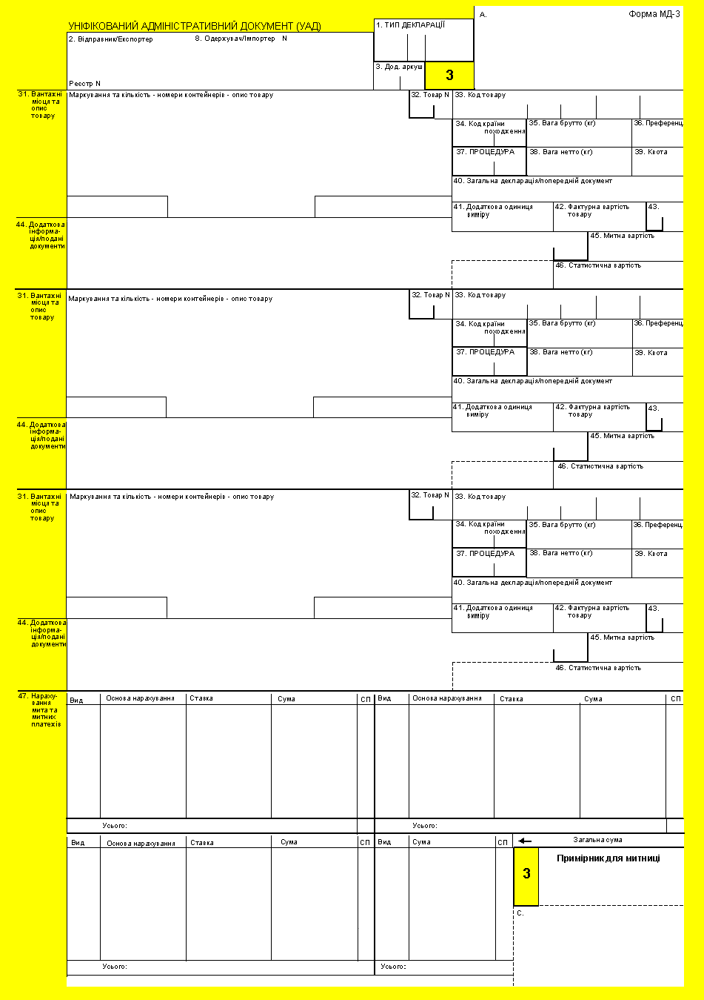 А.
Форма МД-3
УНІФІКОВАНИЙ АДМІНІСТРАТИВНИЙ ДОКУМЕНТ (УАД)
1. ТИП ДЕКЛАРАЦІЇ
2. Відправник/Експортер
8. Одержувач/Імпортер N
3. Дод. аркуш
3
Реєстр N
31. Вантажні
місця та
опис
товару
Маркування та кількість - номери контейнерів - опис товару
32. Товар N
33. Код товару
34. Код країни
походження
35. Вага брутто (кг)
36. Преференц.
37. ПРОЦЕДУРА
38. Вага нетто (кг)
39. Квота
40. Загальна декларація/попередній документ
41. Додаткова одиниця
виміру
42. Фактурна вартість
товару
43.
44. Додаткова
інформа-
ція/подані
документи
45. Митна вартість
46. Статистична вартість
31. Вантажні
місця та
опис
товару
Маркування та кількість - номери контейнерів - опис товару
32. Товар N
33. Код товару
34. Код країни
походження
35. Вага брутто (кг)
36. Преференц.
37. ПРОЦЕДУРА
38. Вага нетто (кг)
39. Квота
40. Загальна декларація/попередній документ
41. Додаткова одиниця
виміру
42. Фактурна вартість
товару
43.
44. Додаткова
інформа-
ція/подані
документи
45. Митна вартість
46. Статистична вартість
31. Вантажні
місця та
опис
товару
Маркування та кількість - номери контейнерів - опис товару
32. Товар N
33. Код товару
34. Код країни
походження
35. Вага брутто (кг)
36. Преференц.
37. ПРОЦЕДУРА
38. Вага нетто (кг)
39. Квота
40. Загальна декларація/попередній документ
41. Додаткова одиниця
виміру
42. Фактурна вартість
товару
43.
44. Додаткова
інформа-
ція/подані
документи
45. Митна вартість
46. Статистична вартість
47. Нараху-
вання
мита та
митних
платежів
Вид Основа нарахування Ставка Сума СП Вид Основа нарахування Ставка Сума СП
Усього: Усього:
Вид Основа нарахування Ставка Сума СП Вид Сума СП
Загальна сума
3
Примірник для митниці
С.
Усього: Усього: